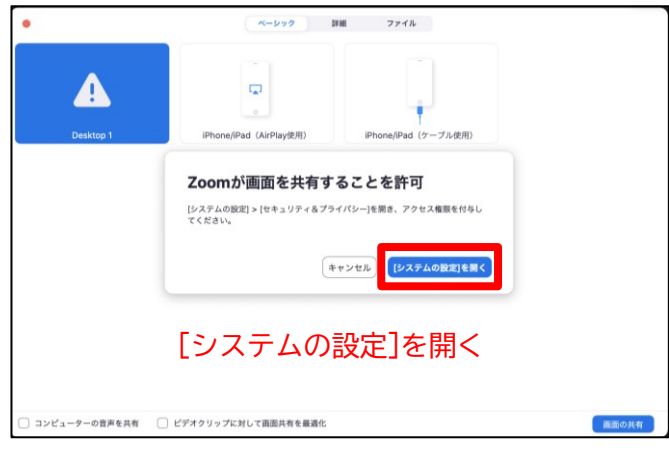 ベーシック 詳細 ファイル
Desktop 1 iPhone/iPad（AirPlay使用） iPhone/iPad（ケーブル使用）
Zoomが画面を共有することを許可
[システムの設定] > [セキュリティ&プライバシー]を開き、アクセス権限を付与し
てください。
キャンセル [システムの設定]を開く
[システムの設定]を開く
コンピューターの音声を共有 ビデオクリップに対して画面共有を最適化 画面の共有